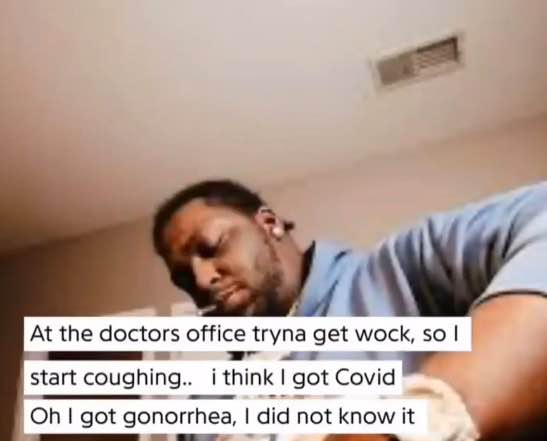 At the doctors office tryna get wock, so I
start coughing.. i think I got Covid
Oh I got gonorrhea, I did not know it